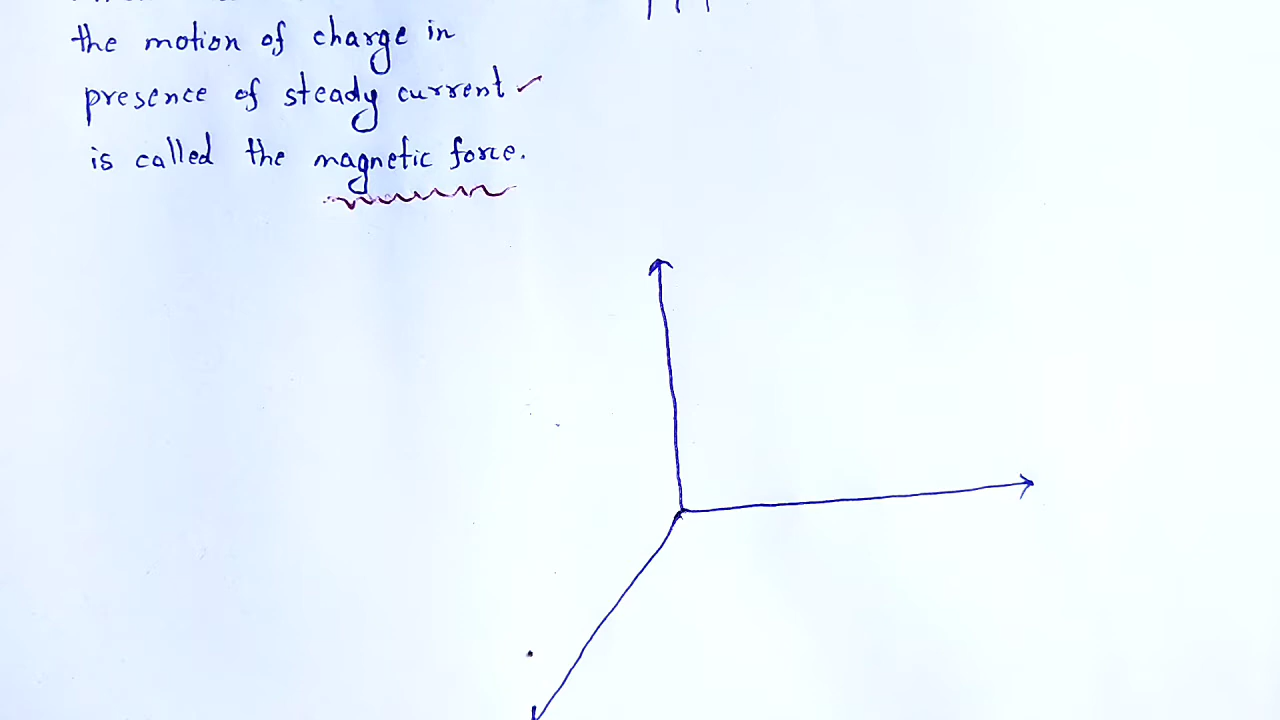 the motion of charge in
presence of steady current
is called the magnetic force.